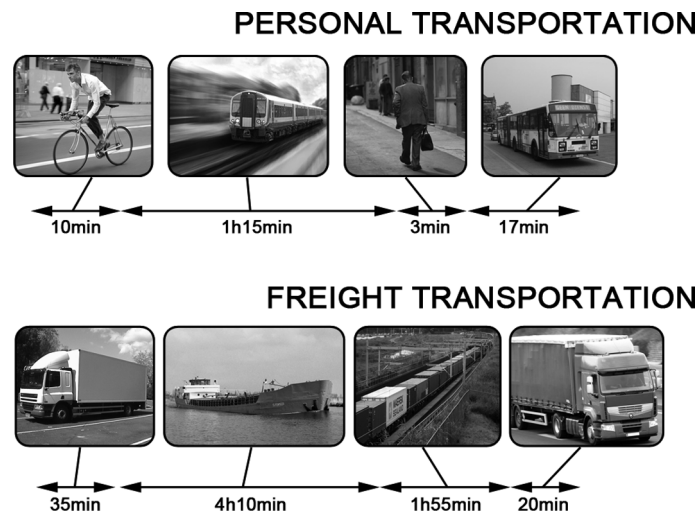 PERSONAL TRANSPORTATION
10min
1h15min
3min
17min
FREIGHT TRANSPORTATION
35min
4h10min
1h55min
20min